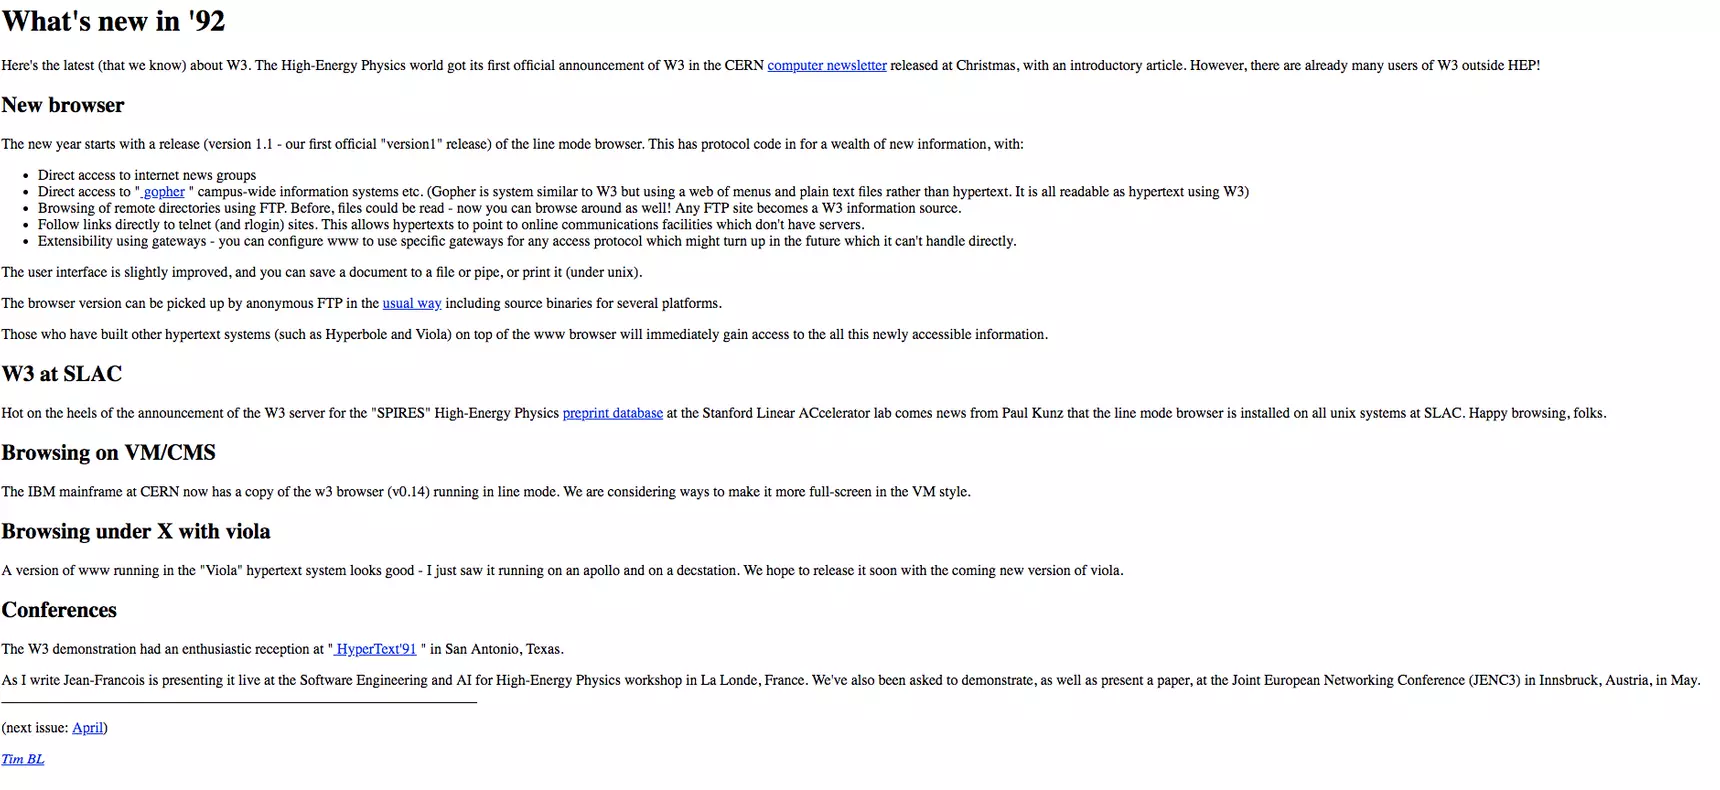 What's new in '92
Here's the latest (that we know) about W3. The High-Energy Physics world got its first official announcement of W3 in the CERN computer newsletter released at Christmas, with an introductory article. However, there are already many users of W3 outside HEP!
New browser
The new year starts with a release (version 1.1 - our first official "version1" release) of the line mode browser. This has protocol code in for a wealth of new information, with:
• Direct access to internet news groups
• Direct access to " gopher " campus-wide information systems etc. (Gopher is system similar to W3 but using a web of menus and plain text files rather than hypertext. It is all readable as hypertext using W3)
• Browsing of remote directories using FTP. Before, files could be read - now you can browse around as well! Any FTP site becomes a W3 information source.
• Follow links directly to telnet (and rlogin) sites. This allows hypertexts to point to online communications facilities which don't have servers.
• Extensibility using gateways - you can configure www to use specific gateways for any access protocol which might turn up in the future which it can't handle directly.
The user interface is slightly improved, and you can save a document to a file or pipe, or print it (under unix).
The browser version can be picked up by anonymous FTP in the usual way including source binaries for several platforms.
Those who have built other hypertext systems (such as Hyperbole and Viola) on top of the www browser will immediately gain access to the all this newly accessible information.
W3 at SLAC
Hot on the heels of the announcement of the W3 server for the "SPIRES" High-Energy Physics preprint database at the Stanford Linear ACcelerator lab comes news from Paul Kunz that the line mode browser is installed on all unix systems at SLAC. Happy browsing, folks.
Browsing on VM/CMS
The IBM mainframe at CERN now has a copy of the w3 browser (v0.14) running in line mode. We are considering ways to make it more full-screen in the VM style.
Browsing under X with viola
A version of www running in the "Viola" hypertext system looks good - I just saw it running on an apollo and on a decstation. We hope to release it soon with the coming new version of viola.
Conferences
The W3 demonstration had an enthusiastic reception at " HyperText'91 " in San Antonio, Texas.
As I write Jean-Francois is presenting it live at the Software Engineering and AI for High-Energy Physics workshop in La Londe, France. We've also been asked to demonstrate, as well as present a paper, at the Joint European Networking Conference (JENC3) in Innsbruck, Austria, in May.
(next issue: April)
Tim BL